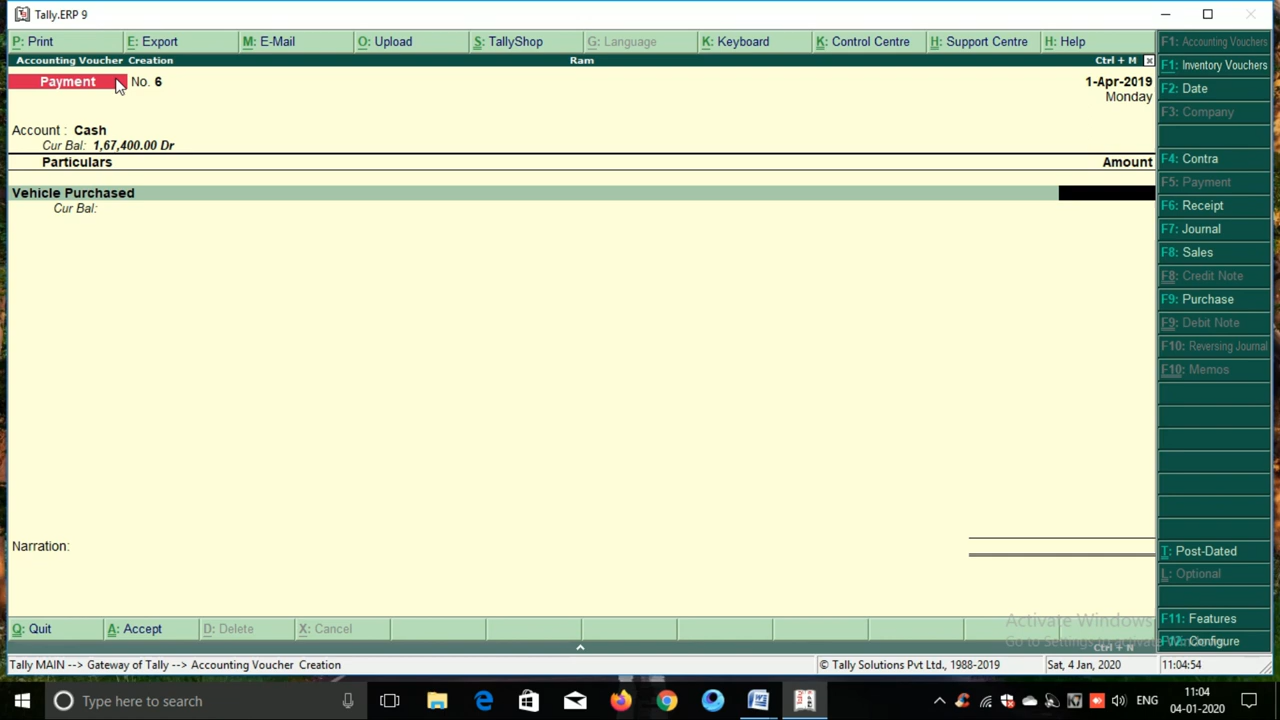 Tally.ERP 9
P: Print E: Export M: E-Mail O: Upload S: TallyShop G: Language K: Keyboard K: Control Centre H: Support Centre H: Help F1: Accounting Vouchers
Accounting Voucher Creation Ram Ctrl + M
F1: Inventory Vouchers
Payment No. 6 1-Apr-2019
F2: Date
Monday
F3: Company
Account : Cash
Cur Bal: 1,67,400.00 Dr
F4: Contra
Particulars Amount
F5: Payment
Vehicle Purchased
F6: Receipt
Cur Bal:
F7: Journal
F8: Sales
F8: Credit Note
F9: Purchase
F9: Debit Note
F10: Reversing Journal
F10: Memos
Narration:
T: Post-Dated
L: Optional
F11: Features
Activate Windows
Q: Quit A: Accept D: Delete X: Cancel
F12: Configure
Ctrl + N
Tally MAIN --> Gateway of Tally --> Accounting Voucher Creation © Tally Solutions Pvt Ltd., 1988-2019 Sat, 4 Jan, 2020 11:04:54
Type here to search ENG 11:04
04-01-2020